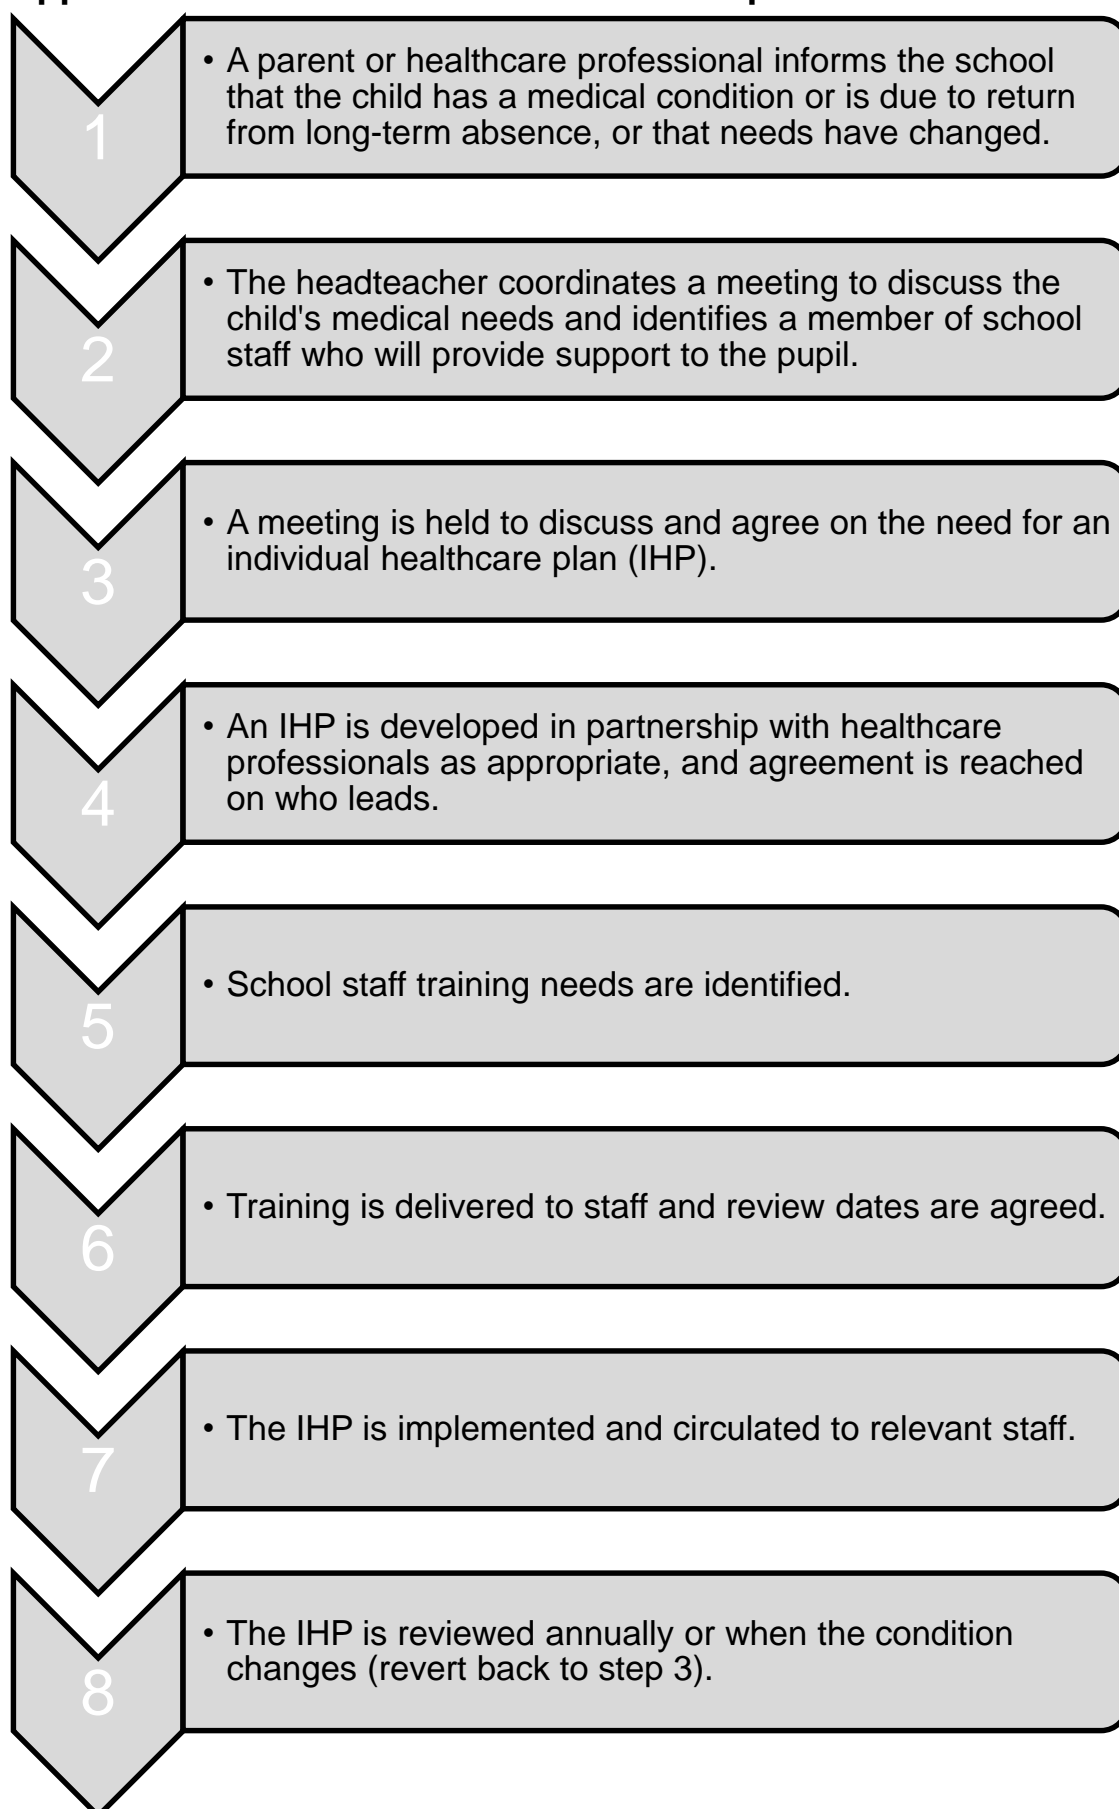 1
• A parent or healthcare professional informs the school
that the child has a medical condition or is due to return
from long-term absence, or that needs have changed.
2
• The headteacher coordinates a meeting to discuss the
child's medical needs and identifies a member of school
staff who will provide support to the pupil.
3
• A meeting is held to discuss and agree on the need for an
individual healthcare plan (IHP).
4
• An IHP is developed in partnership with healthcare
professionals as appropriate, and agreement is reached
on who leads.
5
• School staff training needs are identified.
6
• Training is delivered to staff and review dates are agreed.
7
• The IHP is implemented and circulated to relevant staff.
8
• The IHP is reviewed annually or when the condition
changes (revert back to step 3).